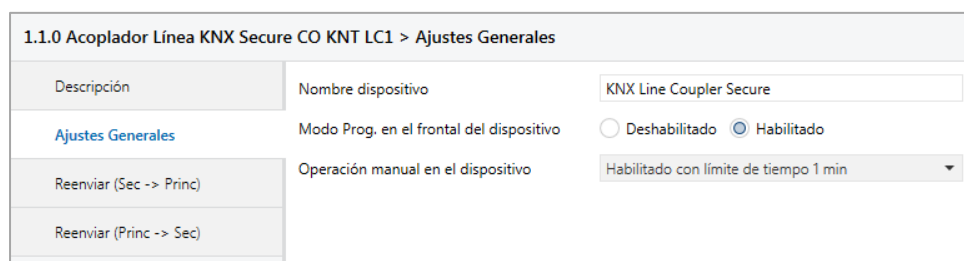 1.1.0 Acoplador Línea KNX Secure CO KNT LC1 > Ajustes Generales
Descripción
Nombre dispositivo KNX Line Coupler Secure
Ajustes Generales
Modo Prog. en el frontal del dispositivo Deshabilitado Habilitado
Operación manual en el dispositivo Habilitado con límite de tiempo 1 min
Reenviar (Sec -> Princ)
Reenviar (Princ -> Sec)